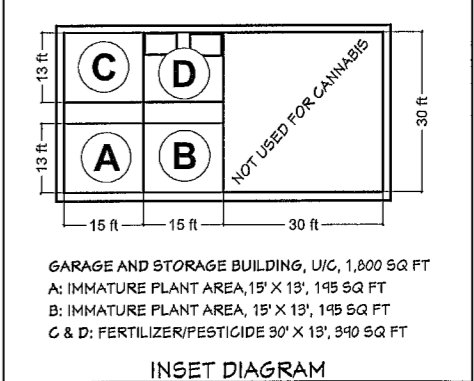 13 ft
C
D
NOT USED FOR CANNABIS
30 ft
13 ft
A
B
15 ft
15 ft
30 ft
GARAGE AND STORAGE BUILDING, U/C, 1,800 SQ FT
A: IMMATURE PLANT AREA, 15' X 13', 195 SQ FT
B: IMMATURE PLANT AREA, 15' X 13', 195 SQ FT
C & D: FERTILIZER/PESTICIDE 30' X 13', 390 SQ FT
INSET DIAGRAM